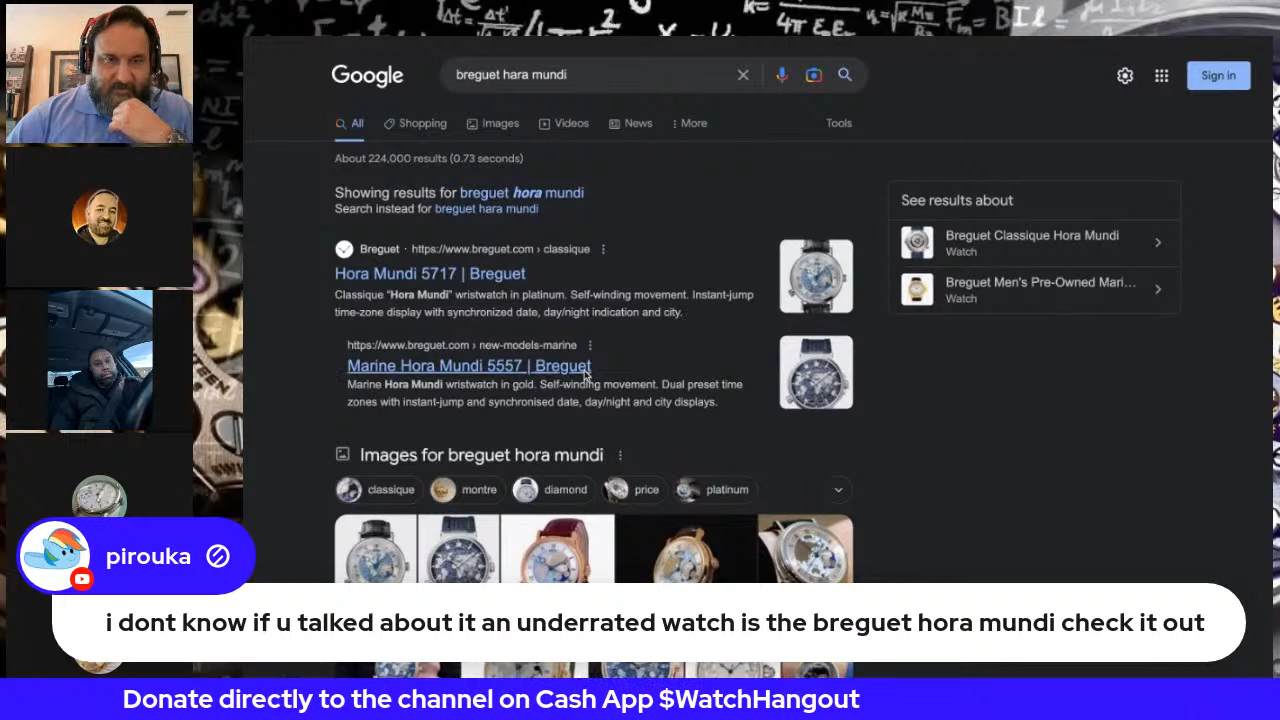 Google
breguet hara mundi
Sign in
All
Shopping
Images
Videos
News
More
Tools
About 224,000 results (0.73 seconds)
Showing results for breguet hora mundi
Search instead for breguet hara mundi
See results about
Breguet Classique Hora Mundi
Watch
Breguet Men's Pre-Owned Mari...
Watch
Breguet · https://www.breguet.com › classique
Hora Mundi 5717 | Breguet
Classique "Hora Mundi" wristwatch in platinum. Self-winding movement. Instant-jump
time-zone display with synchronized date, day/night indication and city.
https://www.breguet.com › new-models-marine
Marine Hora Mundi 5557 | Breguet
Marine Hora Mundi wristwatch in gold. Self-winding movement. Dual preset time
zones with instant-jump and synchronised date, day/night and city displays.
Images for breguet hora mundi
classique
montre
diamond
price
platinum
pirouka
i dont know if u talked about it an underrated watch is the breguet hora mundi check it out
Donate directly to the channel on Cash App $WatchHangout